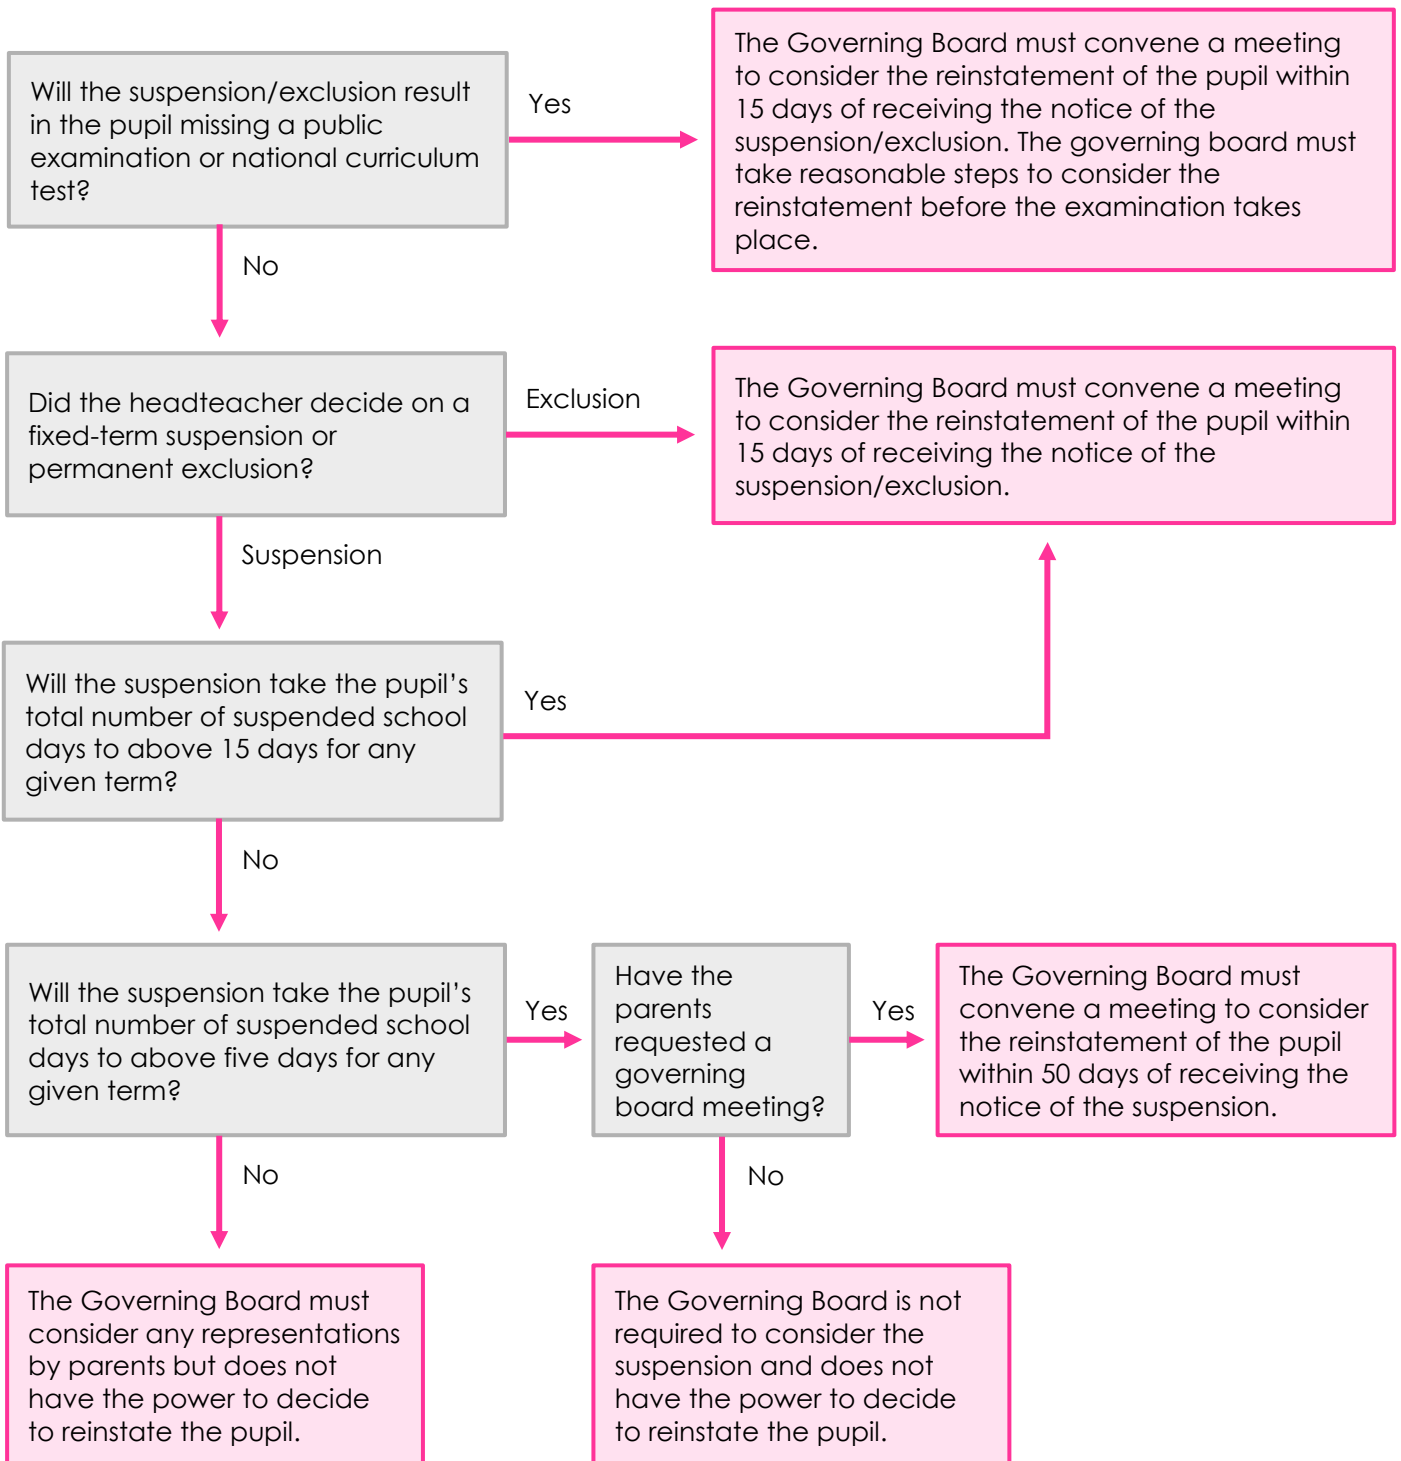 Will the suspension/exclusion result
in the pupil missing a public
examination or national curriculum
test?
Yes
The Governing Board must convene a meeting
to consider the reinstatement of the pupil within
15 days of receiving the notice of the
suspension/exclusion. The governing board must
take reasonable steps to consider the
reinstatement before the examination takes
place.
No
Did the headteacher decide on a
fixed-term suspension or
permanent exclusion?
Exclusion
The Governing Board must convene a meeting
to consider the reinstatement of the pupil within
15 days of receiving the notice of the
suspension/exclusion.
Suspension
Will the suspension take the pupil's
total number of suspended school
days to above 15 days for any
given term?
Yes
No
Will the suspension take the pupil's
total number of suspended school
days to above five days for any
given term?
Yes
Have the
parents
requested a
governing
board meeting?
Yes
The Governing Board must
convene a meeting to consider
the reinstatement of the pupil
within 50 days of receiving the
notice of the suspension.
No
No
The Governing Board must
consider any representations
by parents but does not
have the power to decide
to reinstate the pupil.
The Governing Board is not
required to consider the
suspension and does not
have the power to decide
to reinstate the pupil.